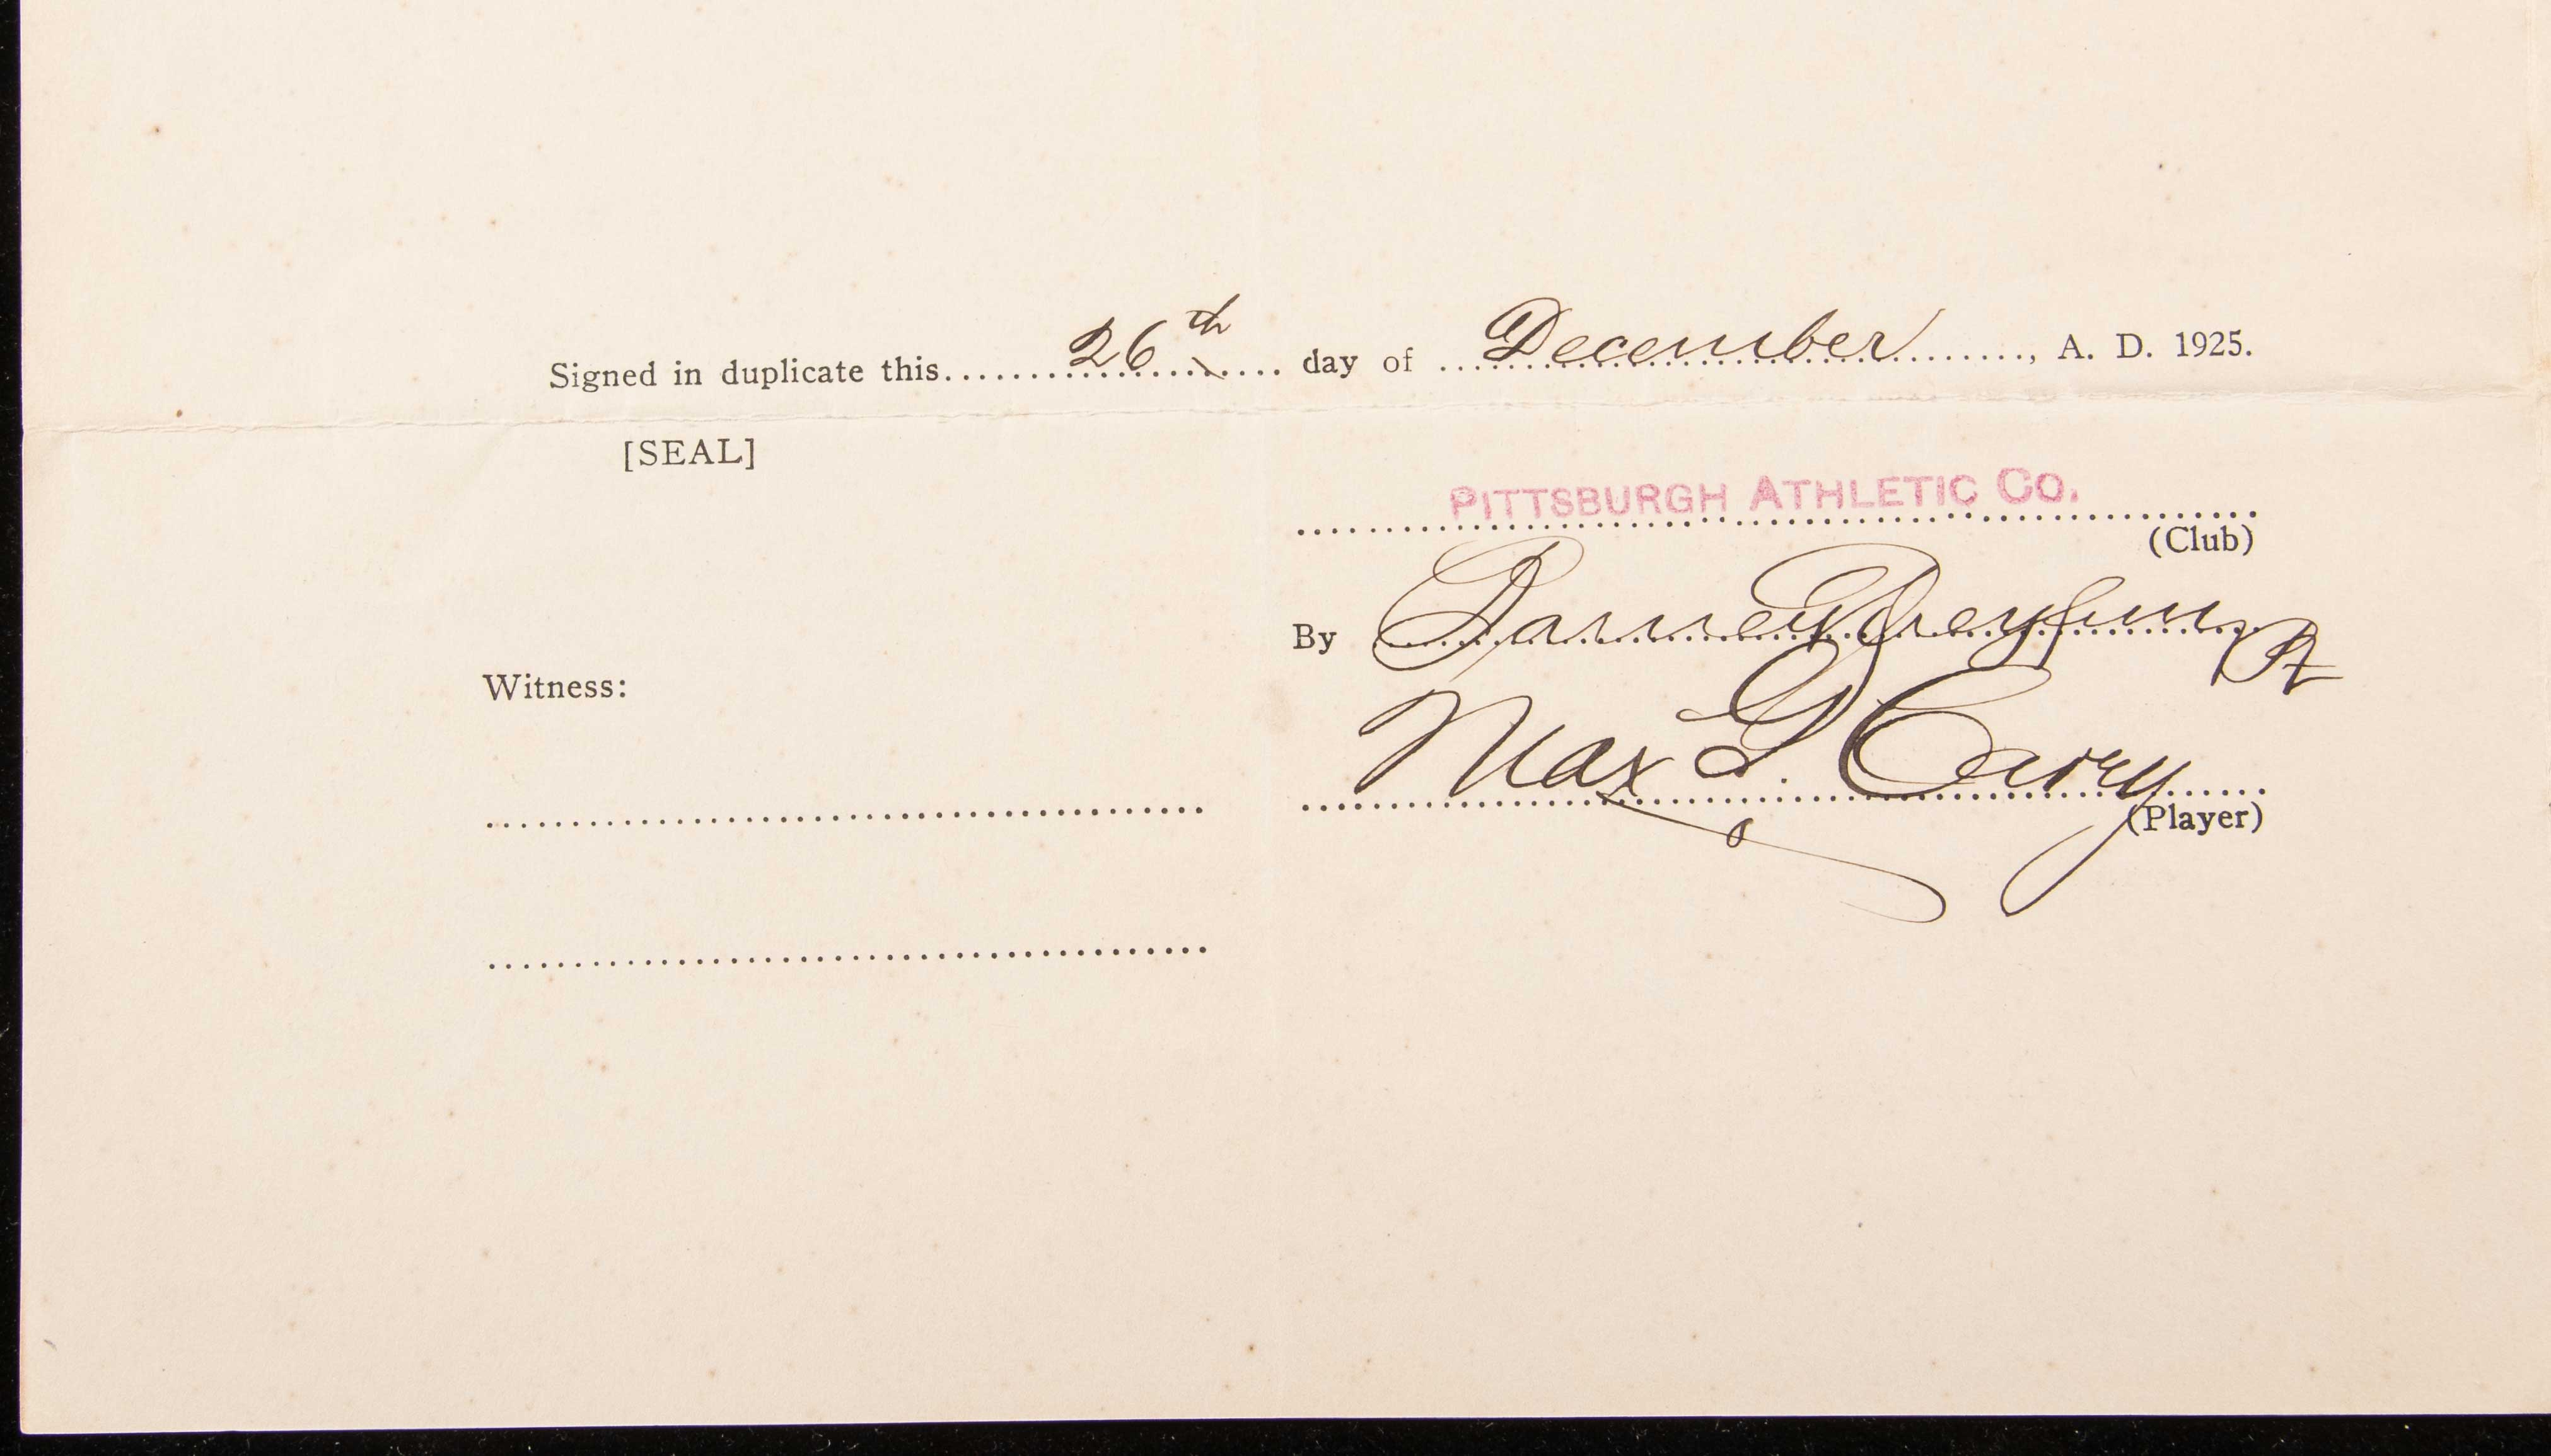 Signed in duplicate this 26th day of December, A. D. 1925.
[SEAL]
PITTSBURGH ATHLETIC CO.
(Club)
By Barney Dreyfuss
Witness:
Max G. Carey
(Player)